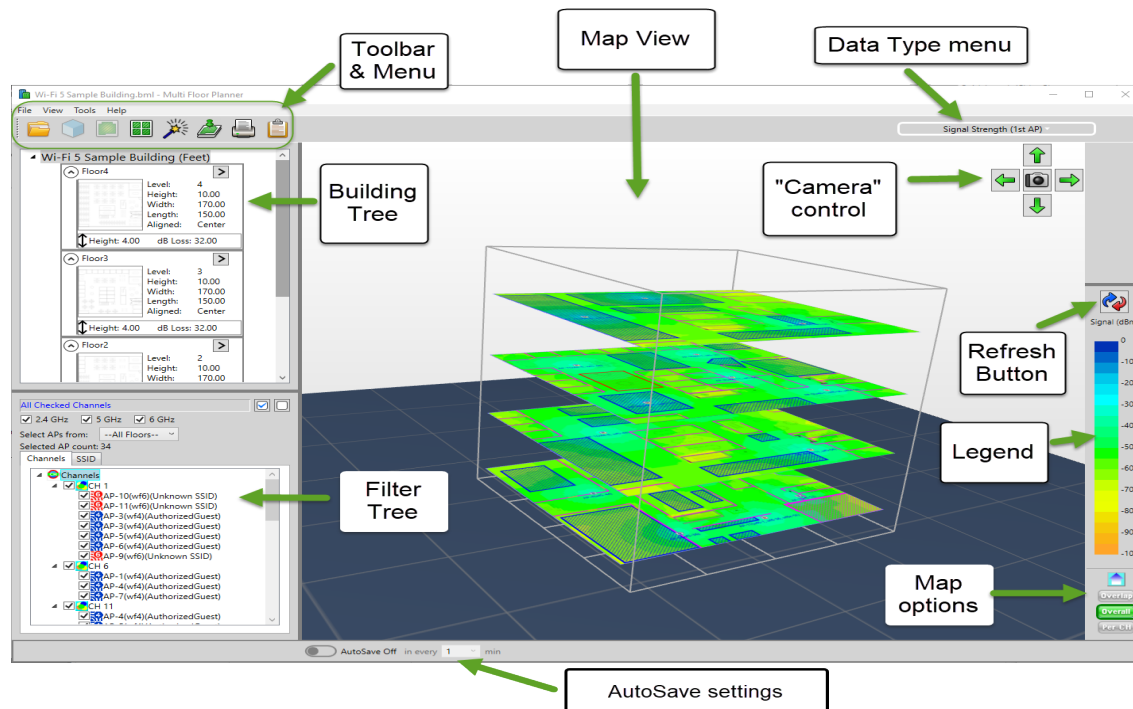 Toolbar
& Menu
Map View
Data Type menu
Wi-Fi 5 Sample Building.bml - Multi Floor Planner
File View Tools Help
Signal Strength (1st AP)
Wi-Fi 5 Sample Building (Feet)
Floor4
Level: 4
Height: 10.00
Width: 170.00
Length: 150.00
Aligned: Center
Height: 4.00 dB Loss: 32.00
Floor3
Level: 3
Height: 10.00
Width: 170.00
Length: 150.00
Aligned: Center
Height: 4.00 dB Loss: 32.00
Floor2
Level: 2
Height: 10.00
Width: 170.00
Building
Tree
"Camera"
control
Refresh
Button
Signal (dBm
0
-10
-20
-30
-40
-50
-60
-70
-80
-90
-10
Legend
All Checked Channels
2.4 GHz 5 GHz 6 GHz
Select APs from: --All Floors--
Selected AP count: 34
Channels SSID
Channels
CH 1
AP-10(wf6)(Unknown SSID)
AP-11(wf6)(Unknown SSID)
AP-3(wf4)(AuthorizedGuest)
AP-3(wf4)(AuthorizedGuest)
AP-5(wf4)(AuthorizedGuest)
AP-6(wf4)(AuthorizedGuest)
AP-9(wf6)(Unknown SSID)
CH 6
AP-1(wf4)(AuthorizedGuest)
AP-4(wf4)(AuthorizedGuest)
AP-7(wf4)(AuthorizedGuest)
CH 11
AP-4(wf4)(AuthorizedGuest)
Filter
Tree
Map
options
Overlap
Overall
Per CH
AutoSave Off in every 1 min
AutoSave settings